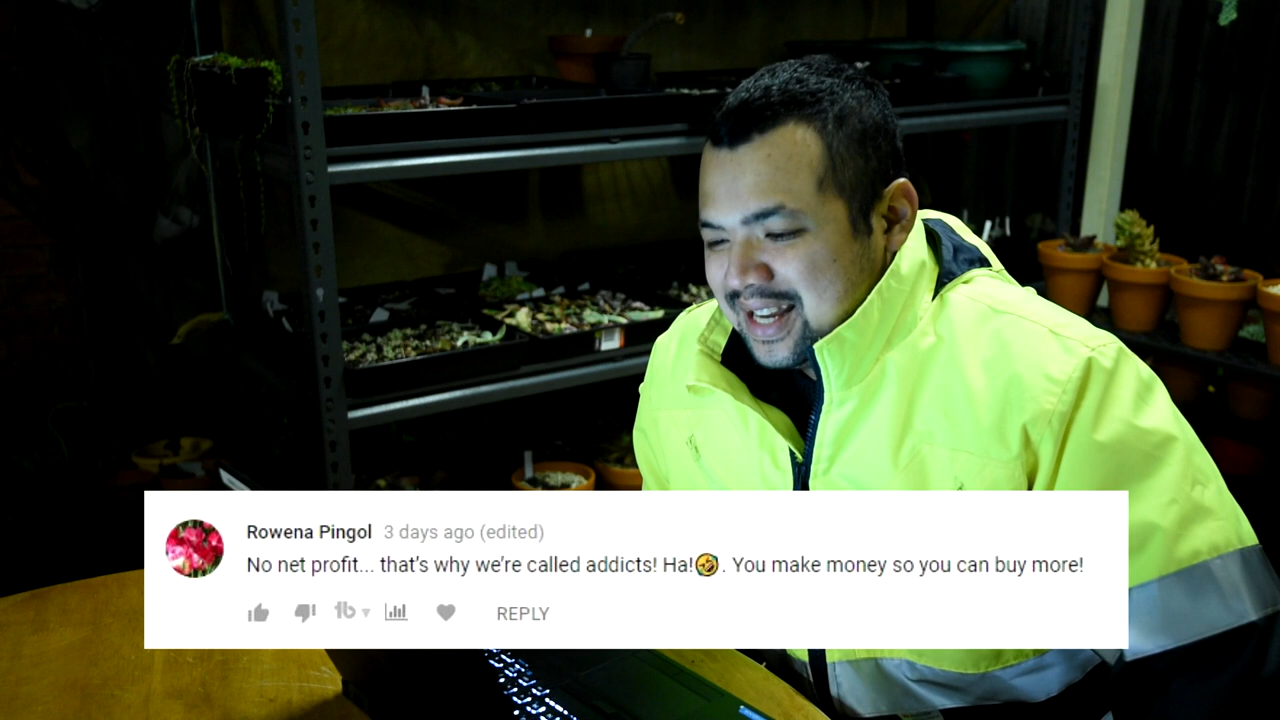 Rowena Pingol 3 days ago (edited)
No net profit... that's why we're called addicts! Ha!🤣. You make money so you can buy more!
tb
REPLY